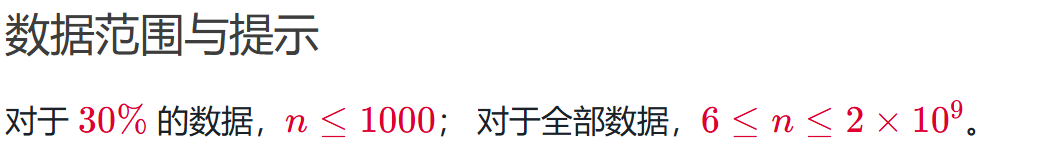 数据范围与提示
对于 30% 的数据，n ≤ 1000； 对于全部数据，6 ≤ n ≤ 2 × 10⁹。